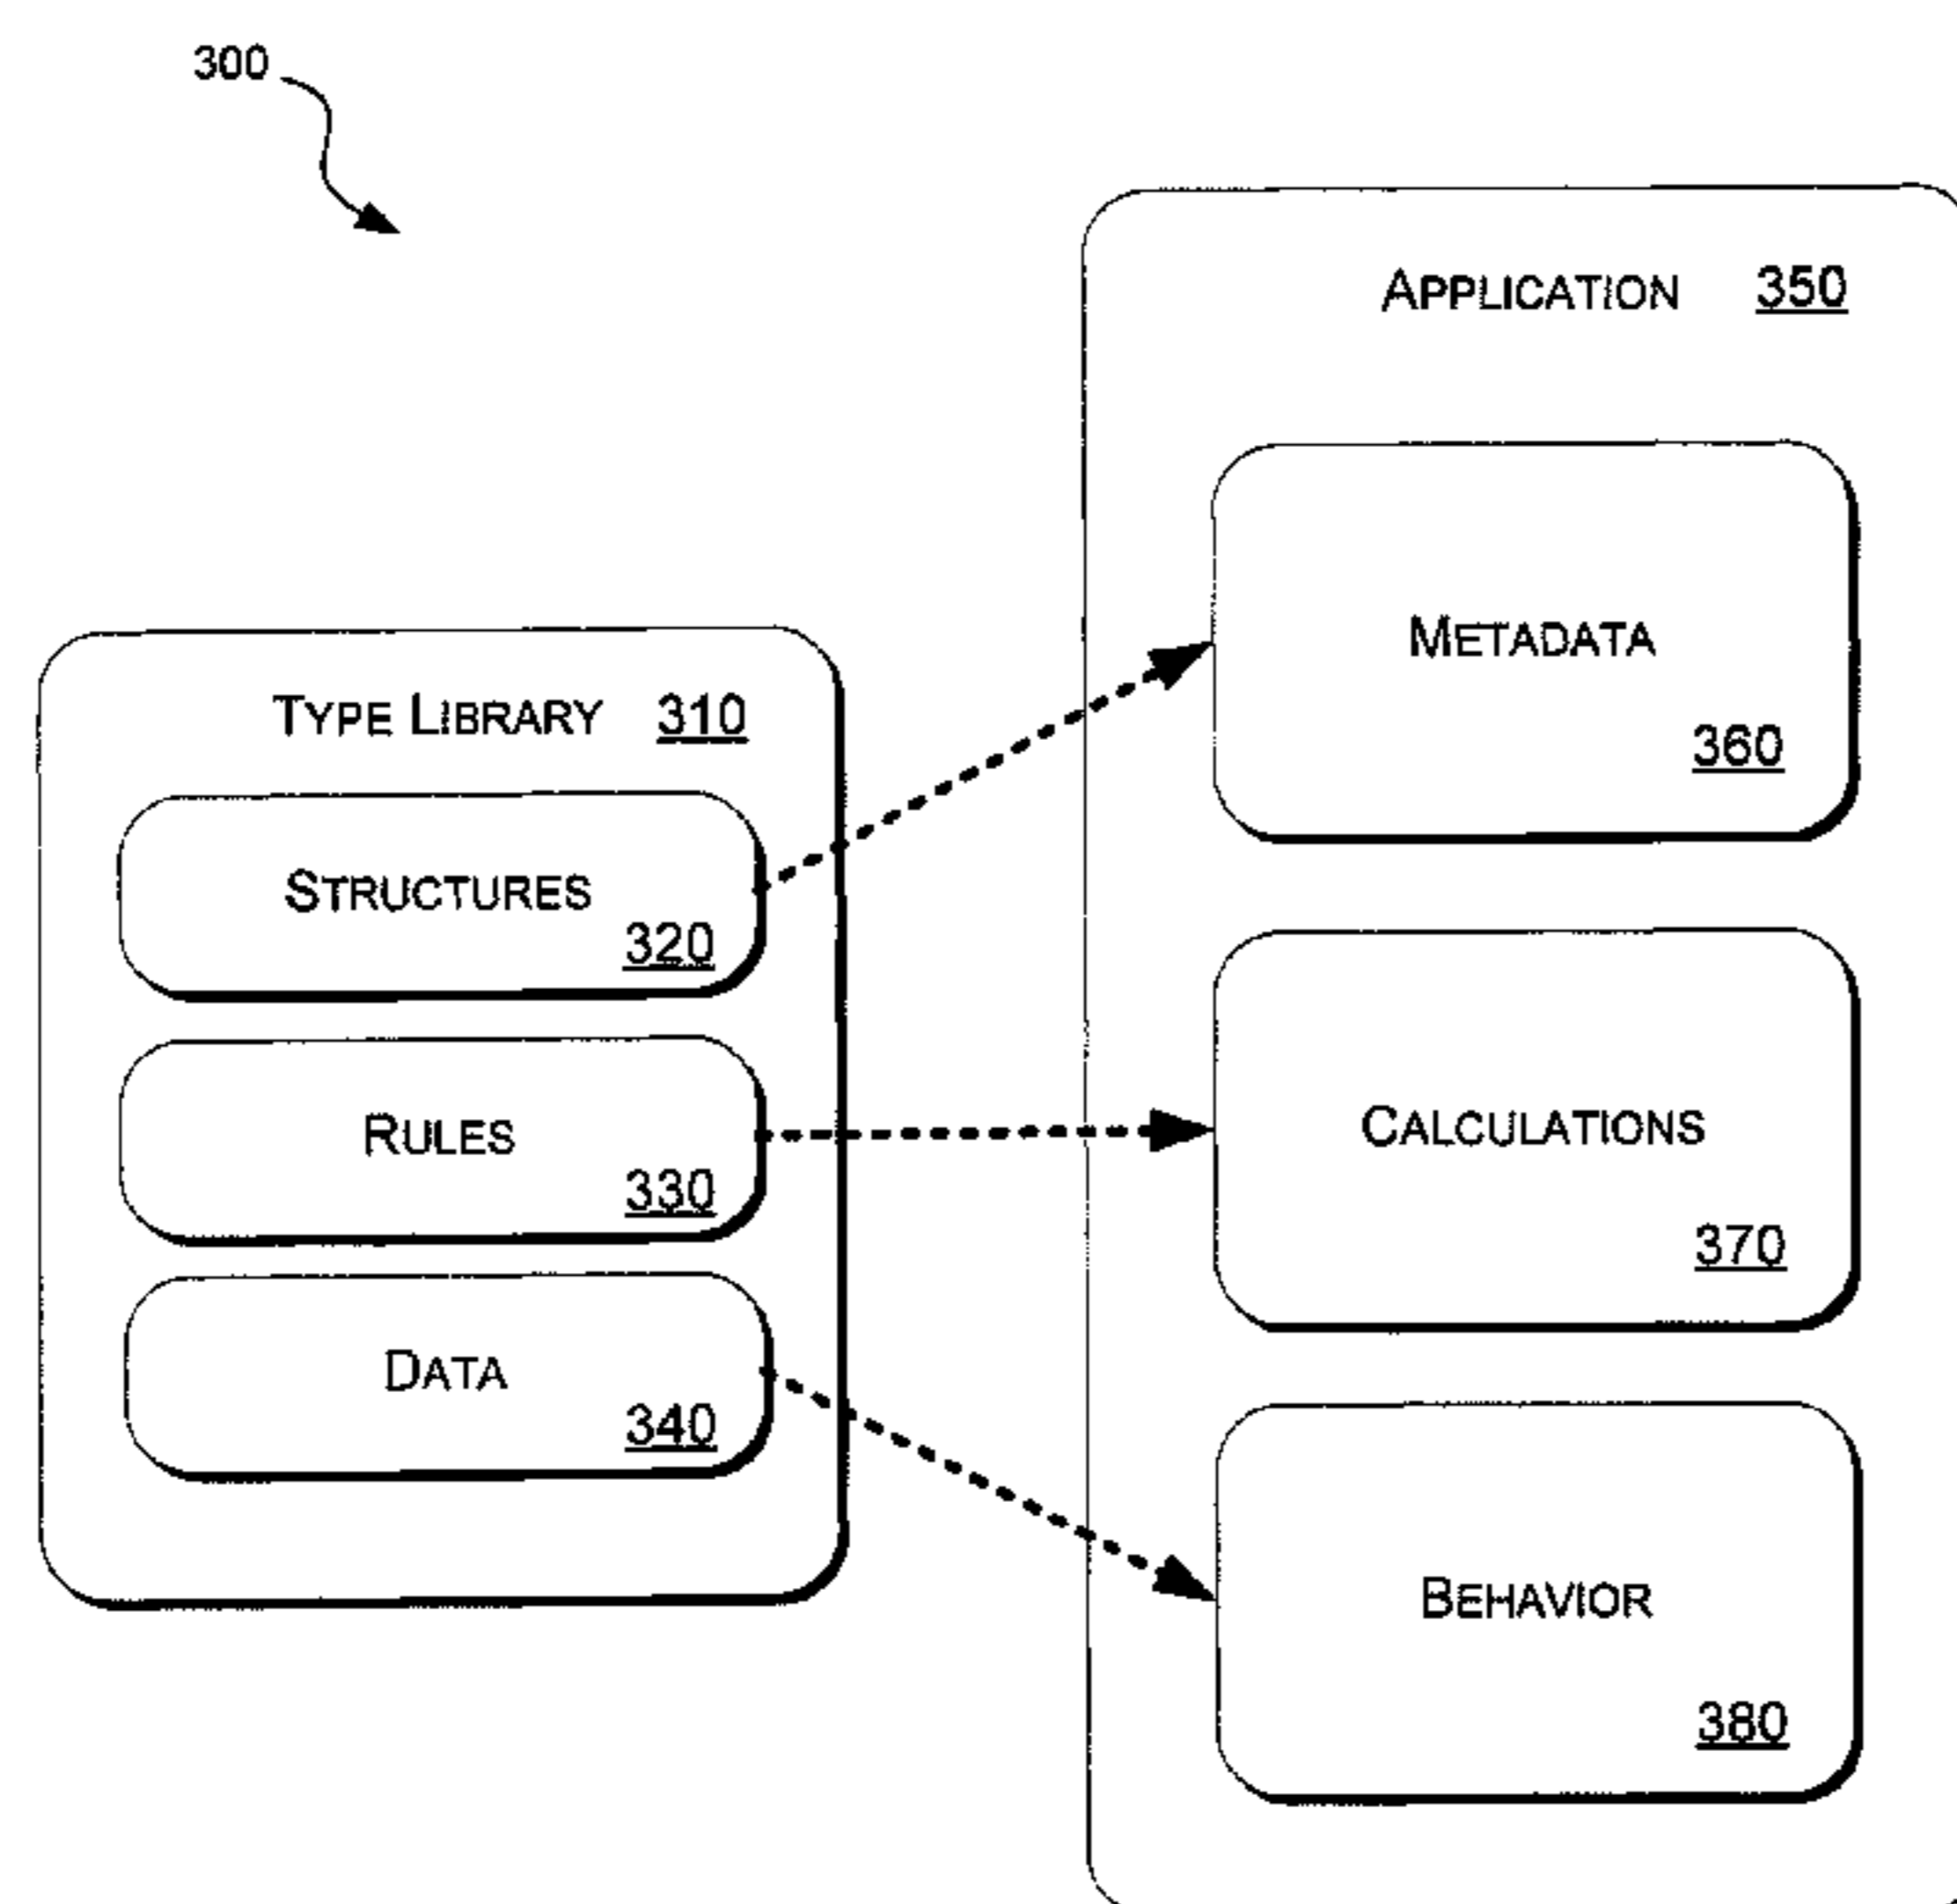 300
APPLICATION 350
METADATA
360
TYPE LIBRARY 310
STRUCTURES
320
RULES
330
DATA
340
CALCULATIONS
370
BEHAVIOR
380